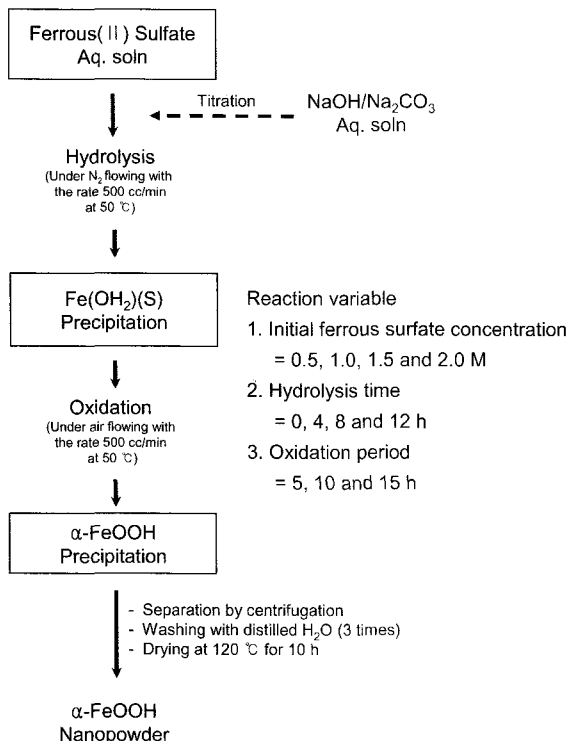 Ferrous(II) Sulfate
Aq. soln
Titration
NaOH/Na₂CO₃
Aq. soln
Hydrolysis
(Under N₂ flowing with
the rate 500 cc/min
at 50 ℃)
Fe(OH₂)(S)
Precipitation
Reaction variable
1. Initial ferrous surfate concentration
= 0.5, 1.0, 1.5 and 2.0 M
2. Hydrolysis time
= 0, 4, 8 and 12 h
3. Oxidation period
= 5, 10 and 15 h
Oxidation
(Under air flowing with
the rate 500 cc/min
at 50 ℃)
α-FeOOH
Precipitation
- Separation by centrifugation
- Washing with distilled H₂O (3 times)
- Drying at 120 ℃ for 10 h
α-FeOOH
Nanopowder